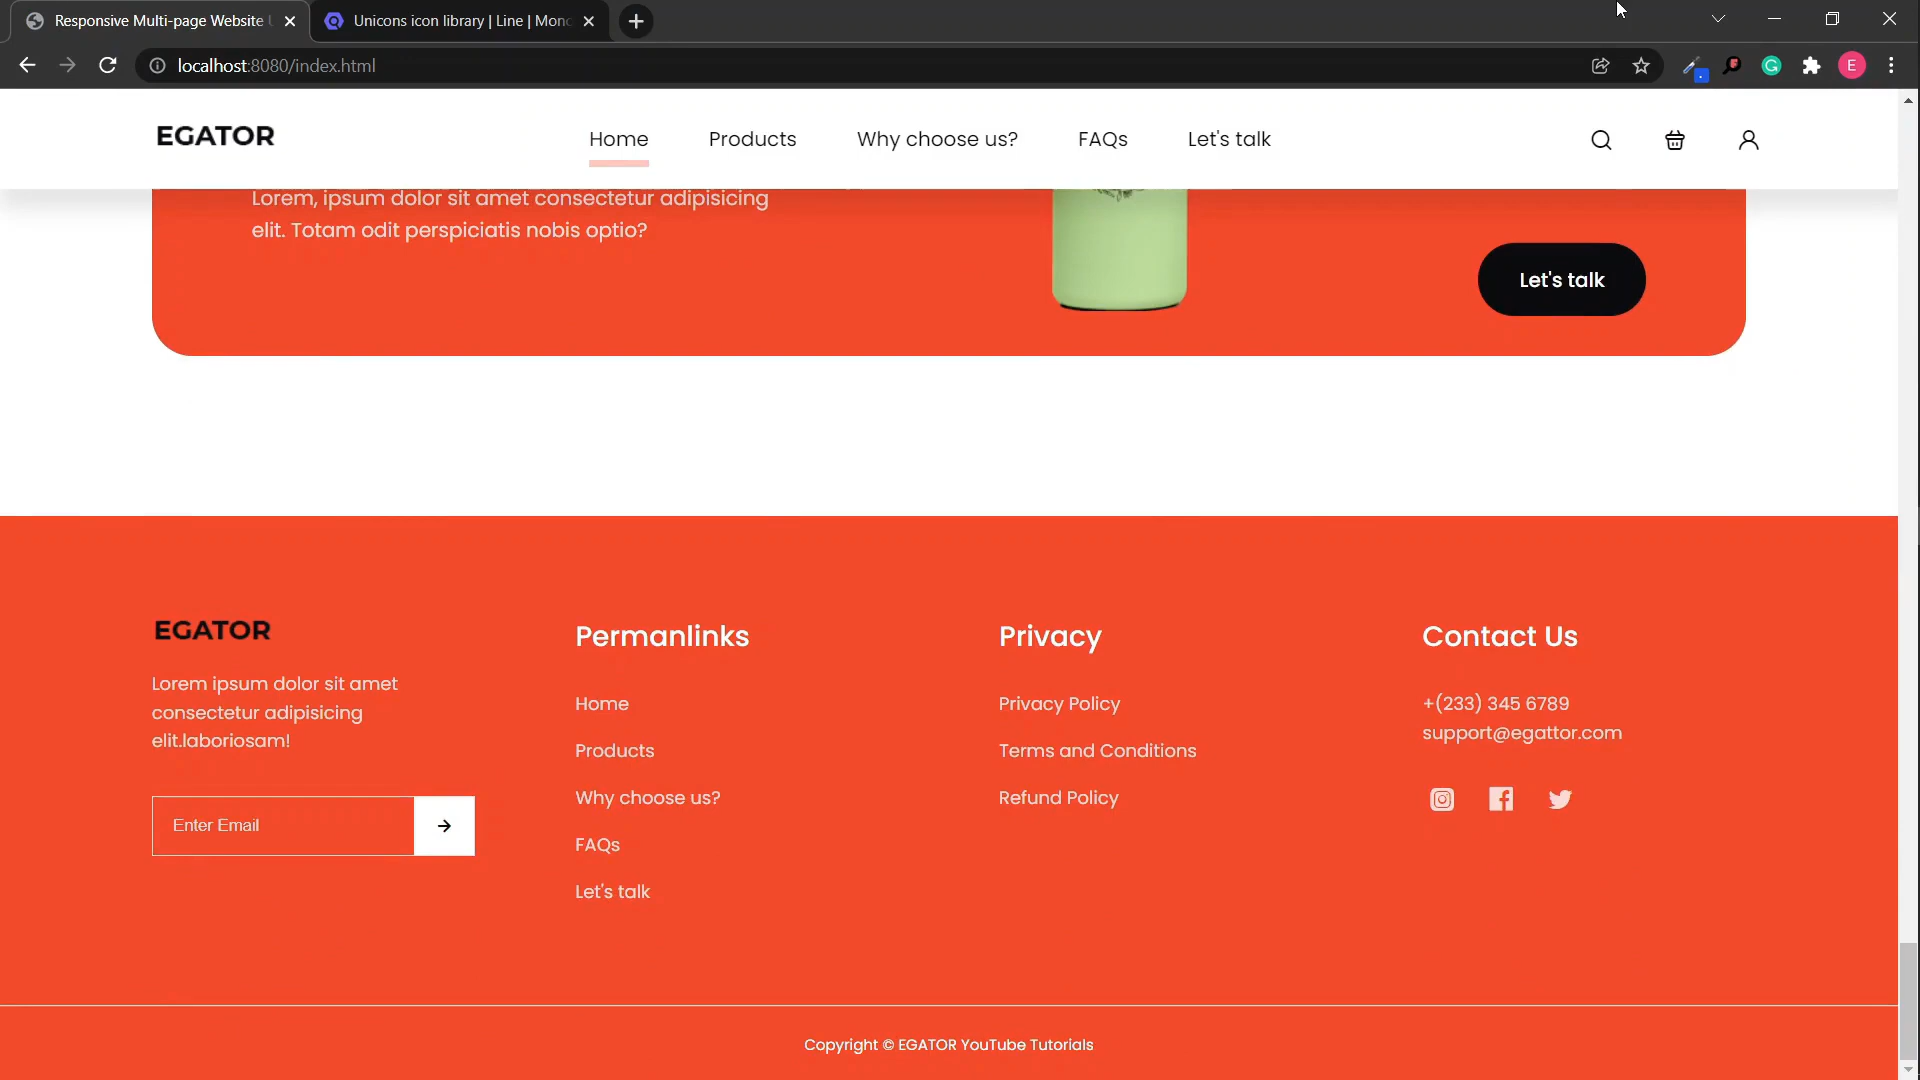 Responsive Multi-page Website
Unicons icon library | Line | Mono
localhost:8080/index.html
E
EGATOR
Home
Products
Why choose us?
FAQs
Let's talk
Lorem, ipsum dolor sit amet consectetur adipisicing
elit. Totam odit perspiciatis nobis optio?
Let's talk
EGATOR
Lorem ipsum dolor sit amet
consectetur adipisicing
elit.laboriosam!
Enter Email
Permanlinks
Home
Products
Why choose us?
FAQs
Let's talk
Privacy
Privacy Policy
Terms and Conditions
Refund Policy
Contact Us
+(233) 345 6789
support@egattor.com
Copyright © EGATOR YouTube Tutorials